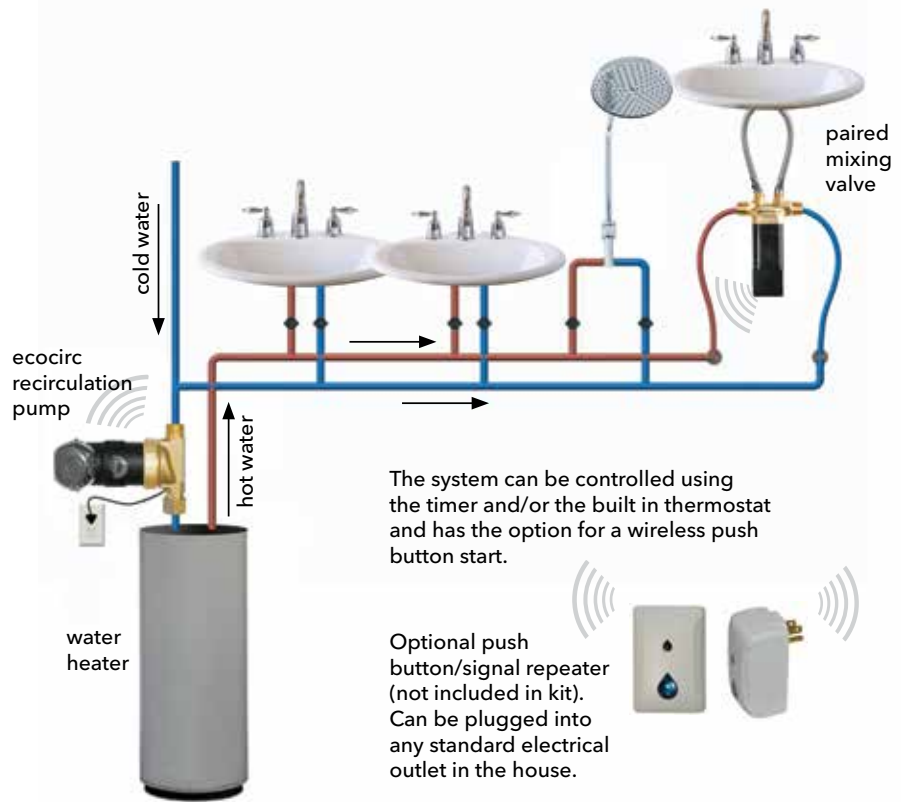 paired
mixing
valve
cold water
ecocirc
recirculation
pump
hot water
The system can be controlled using
the timer and/or the built in thermostat
and has the option for a wireless push
button start.
water
heater
Optional push
button/signal repeater
(not included in kit).
Can be plugged into
any standard electrical
outlet in the house.